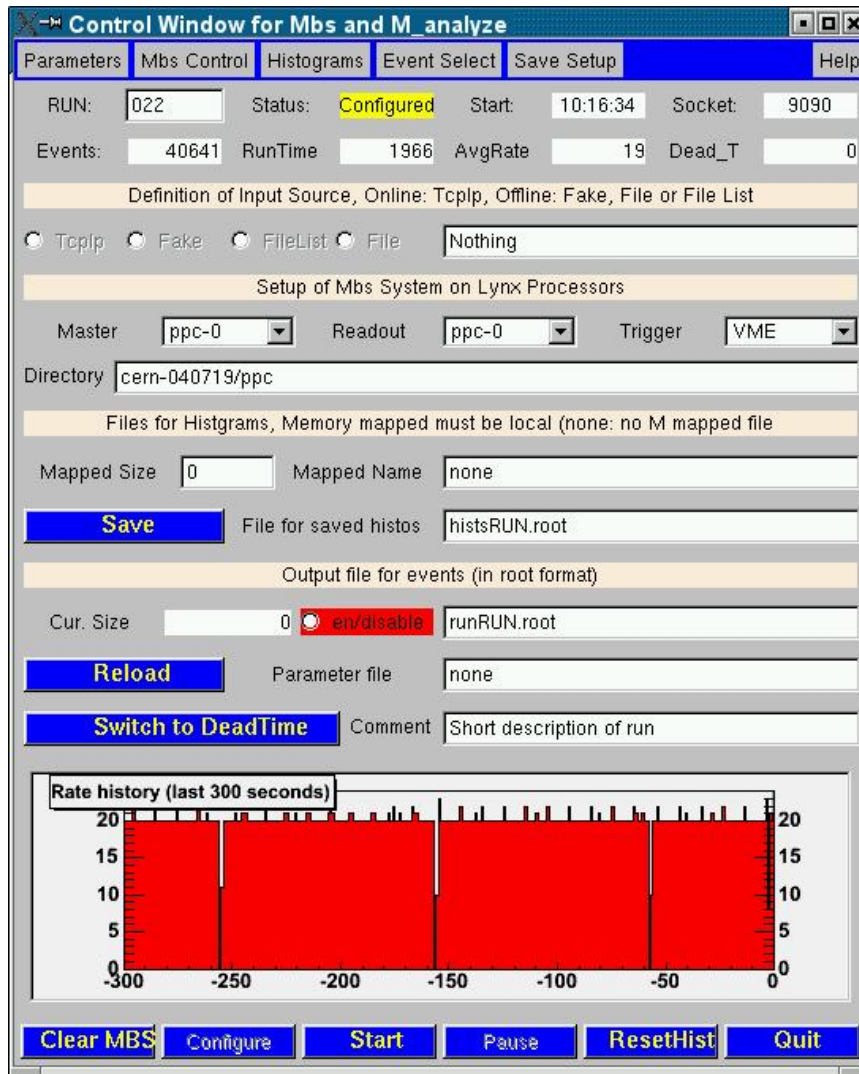 Control Window for Mbs and M_analyze
Parameters Mbs Control Histograms Event Select Save Setup Help
RUN: 022 Status: Configured Start: 10:16:34 Socket: 9090
Events: 40641 RunTime 1966 AvgRate 19 Dead_T 0
Definition of Input Source, Online: TcpIp, Offline: Fake, File or File List
TcpIp Fake FileList File Nothing
Setup of Mbs System on Lynx Processors
Master ppc-0 Readout ppc-0 Trigger VME
Directory cern-040719/ppc
Files for Histgrams, Memory mapped must be local (none: no M mapped file
Mapped Size 0 Mapped Name none
Save File for saved histos histsRUN.root
Output file for events (in root format)
Cur. Size 0 en/disable runRUN.root
Reload Parameter file none
Switch to DeadTime Comment Short description of run
Rate history (last 300 seconds)
20 20
15 15
10 10
5 5
0 0
-300 -250 -200 -150 -100 -50 0
Clear MBS Configure Start Pause ResetHist Quit